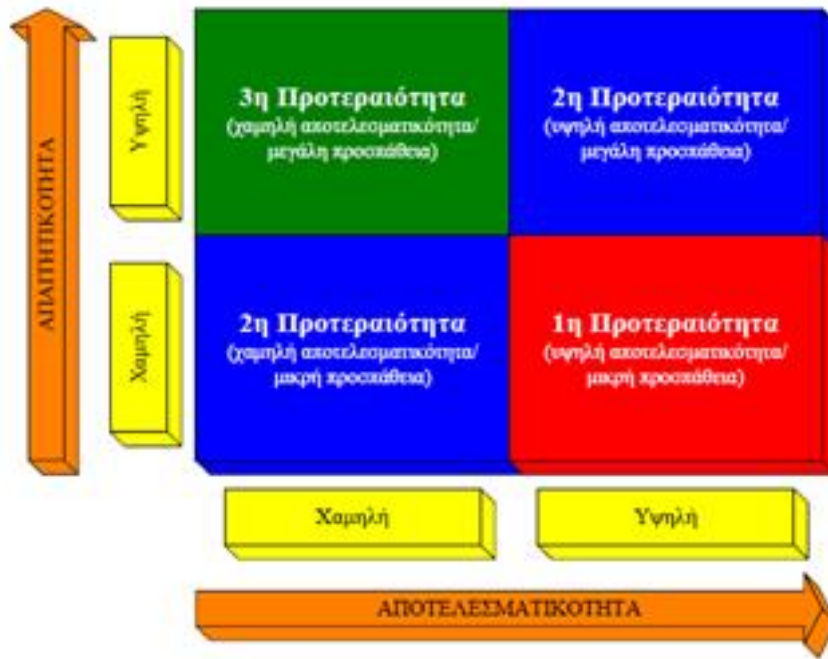 ΑΠΑΙΤΗΤΙΚΟΤΗΤΑ
Υψηλή
Χαμηλή
3η Προτεραιότητα
(χαμηλή αποτελεσματικότητα/
μεγάλη προσπάθεια)
2η Προτεραιότητα
(υψηλή αποτελεσματικότητα/
μεγάλη προσπάθεια)
2η Προτεραιότητα
(χαμηλή αποτελεσματικότητα/
μικρή προσπάθεια)
1η Προτεραιότητα
(υψηλή αποτελεσματικότητα/
μικρή προσπάθεια)
Χαμηλή
Υψηλή
ΑΠΟΤΕΛΕΣΜΑΤΙΚΟΤΗΤΑ